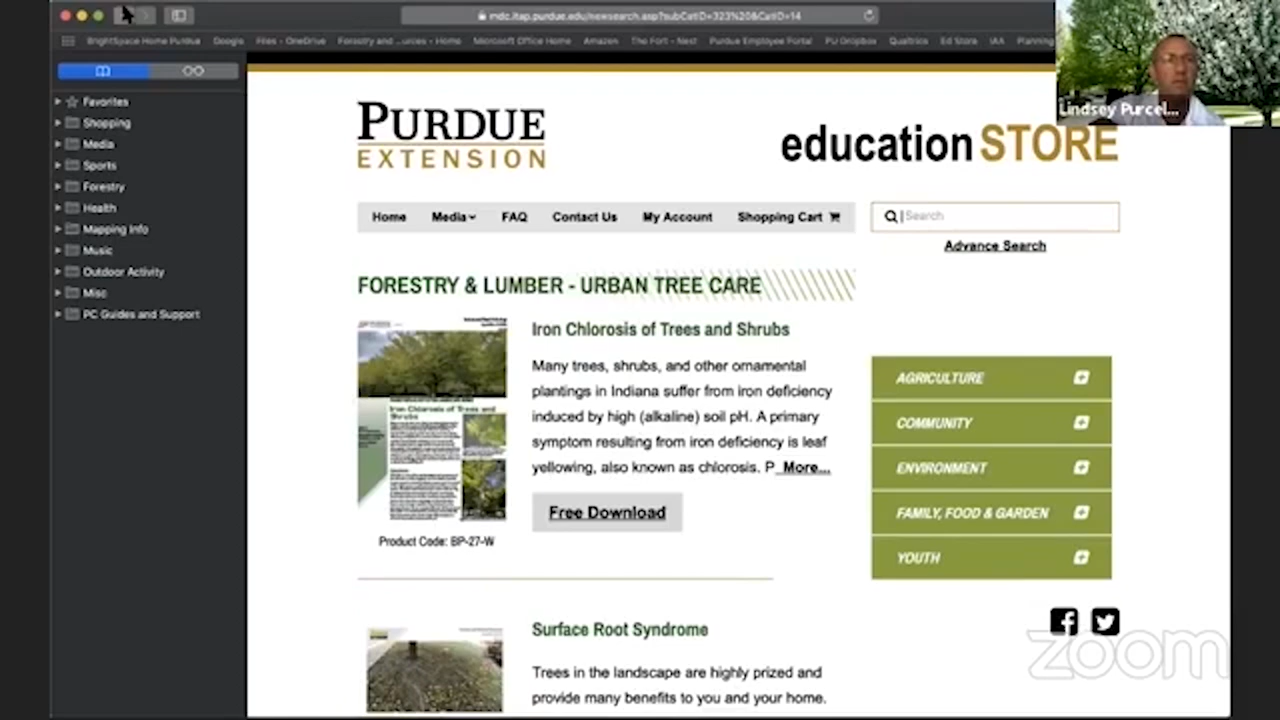 mdc.itap.purdue.edu/newsearch.asp?subCatID=323%20&CatID=14
BrightSpace Home Purdue Google Files - OneDrive Forestry and ...urces - Home Microsoft Office Home Amazon The Fort - Nest Purdue Employee Portal PU Dropbox Qualtrics Ed Store IAA Planning
Lindsey Purcel...
Favorites
Shopping
Media
Sports
Forestry
Health
Mapping Info
Music
Outdoor Activity
Misc
PC Guides and Support
PURDUE
EXTENSION
education STORE
Home Media FAQ Contact Us My Account Shopping Cart
Search
Advance Search
FORESTRY & LUMBER - URBAN TREE CARE
Iron Chlorosis of Trees and Shrubs
Many trees, shrubs, and other ornamental
plantings in Indiana suffer from iron deficiency
induced by high (alkaline) soil pH. A primary
symptom resulting from iron deficiency is leaf
yellowing, also known as chlorosis. P More...
Free Download
Iron Chlorosis of Trees and
Shrubs
Product Code: BP-27-W
AGRICULTURE
COMMUNITY
ENVIRONMENT
FAMILY, FOOD & GARDEN
YOUTH
Surface Root Syndrome
Trees in the landscape are highly prized and
provide many benefits to you and your home.
zoom